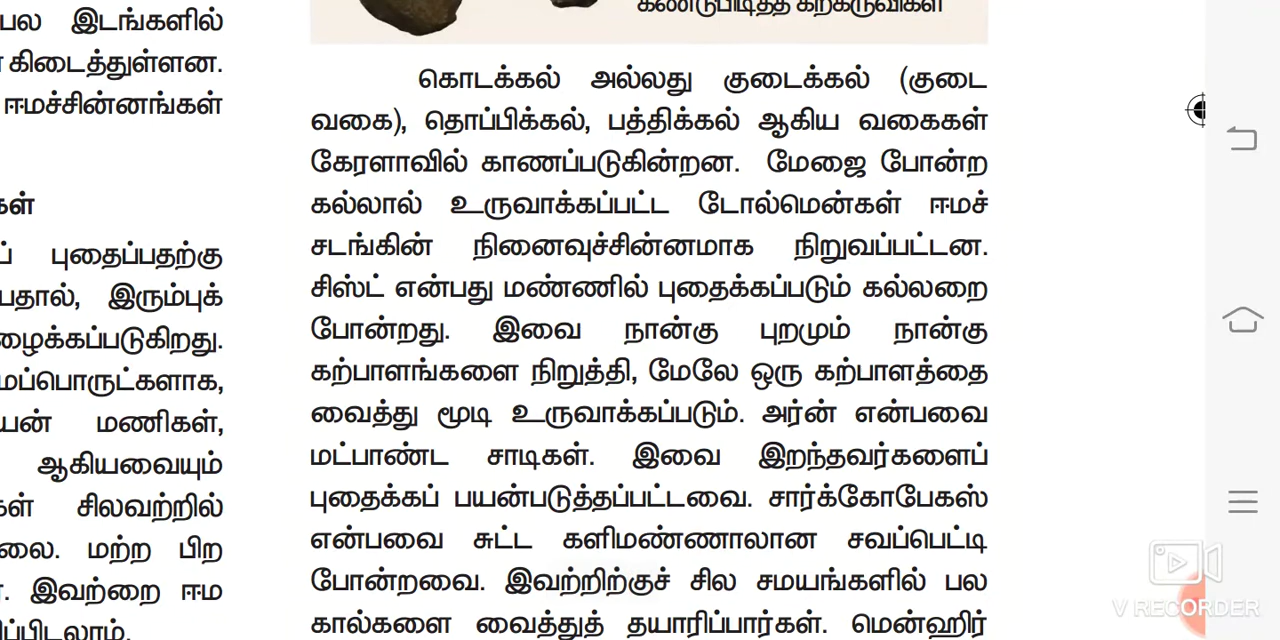 பல இடங்களில்
கிடைத்துள்ளன.
ஈமச்சின்னங்கள்
புதைப்பதற்கு
இரும்புக்
மணிகள்,
ஆகியவையும்
சிலவற்றில்
மற்ற பிற
இவற்றை ஈம
கண்டுபிடித்த கற்கருவிகள்
கொடக்கல் அல்லது குடைக்கல் (குடை
வகை), தொப்பிக்கல், பத்திக்கல் ஆகிய வகைகள்
கேரளாவில் காணப்படுகின்றன. மேஜை போன்ற
கல்லால் உருவாக்கப்பட்ட டோல்மென்கள் ஈமச்
சடங்கின் நினைவுச்சின்னமாக நிறுவப்பட்டன.
சிஸ்ட் என்பது மண்ணில் புதைக்கப்படும் கல்லறை
போன்றது. இவை நான்கு புறமும் நான்கு
கற்பாளங்களை நிறுத்தி, மேலே ஒரு கற்பாளத்தை
வைத்து மூடி உருவாக்கப்படும். அர்ன் என்பவை
மட்பாண்ட சாடிகள். இவை இறந்தவர்களைப்
புதைக்கப் பயன்படுத்தப்பட்டவை. சார்க்கோபேகஸ்
என்பவை சுட்ட களிமண்ணாலான சவப்பெட்டி
போன்றவை. இவற்றிற்குச் சில சமயங்களில் பல
கால்களை வைத்துத் தயாரிப்பார்கள். மென்ஹிர்
V RECORDER